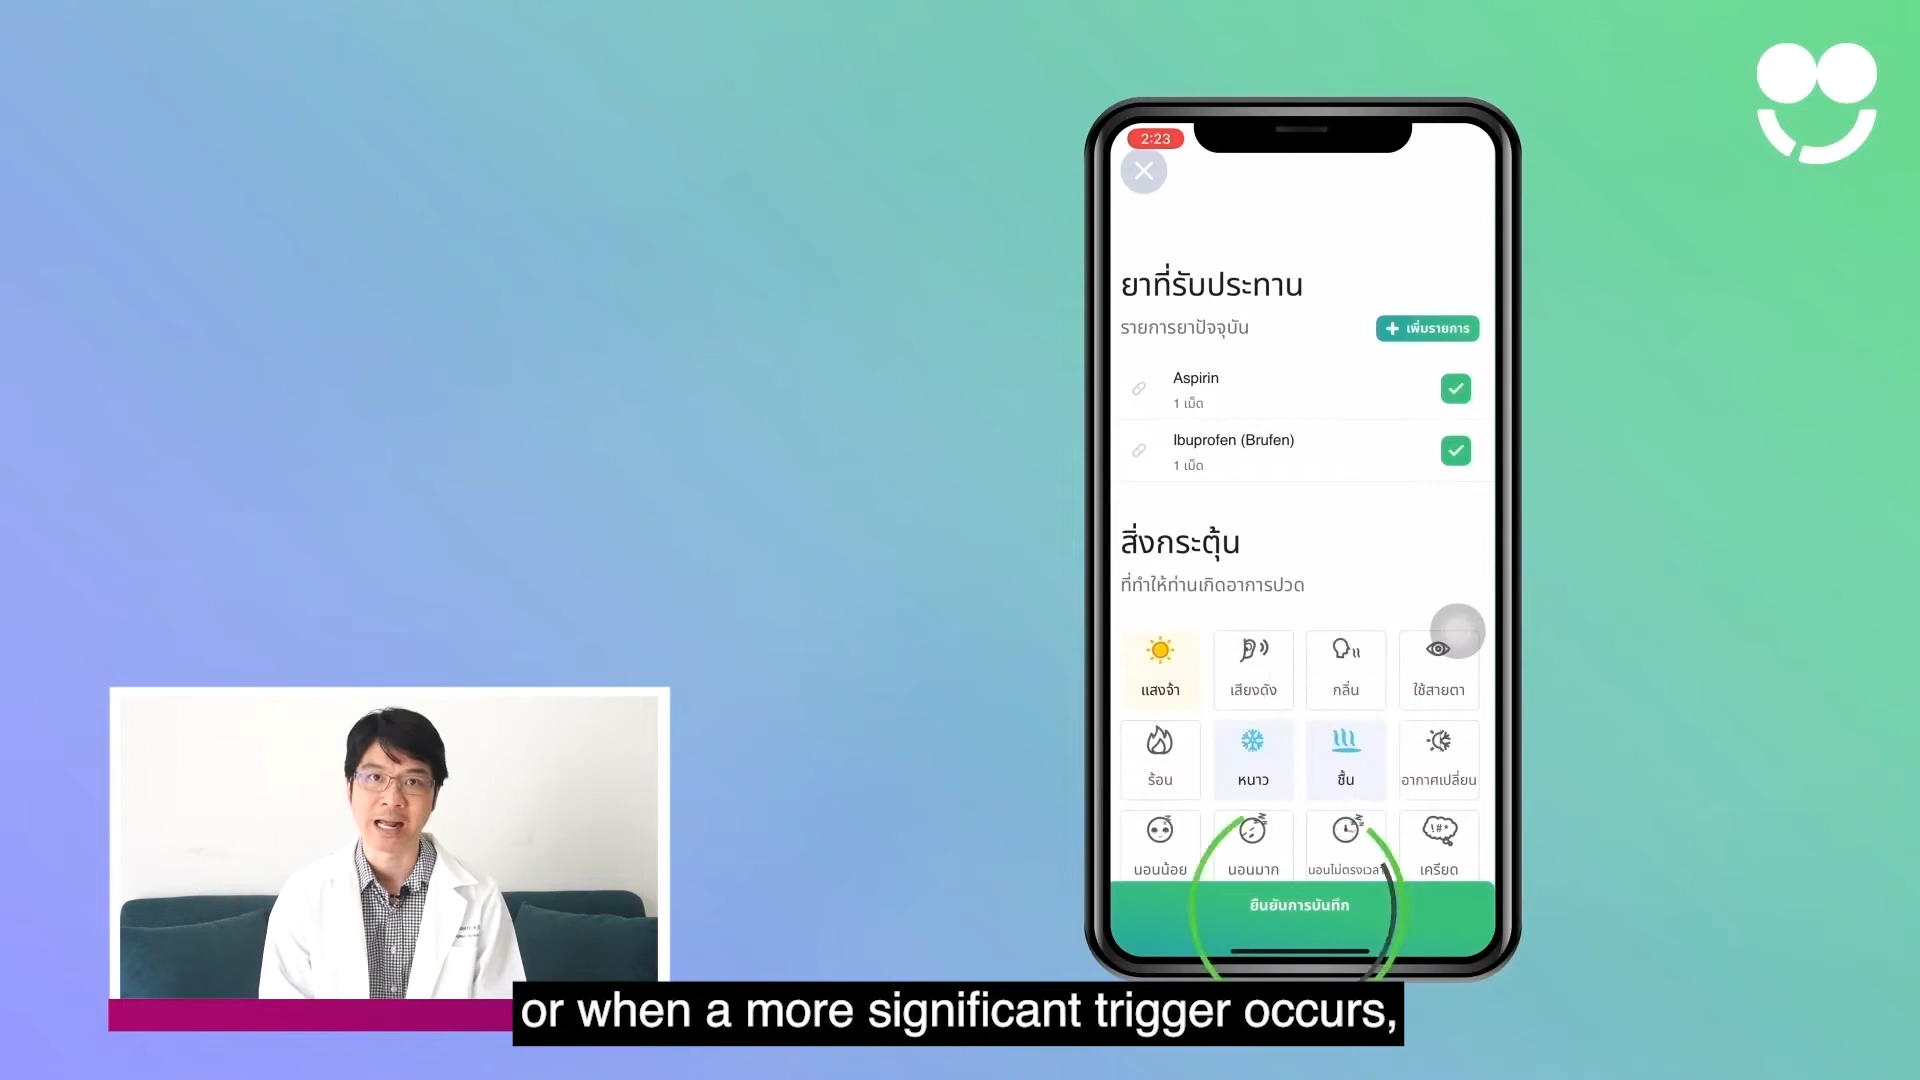 2:23
ยาที่รับประทาน
รายการยาปัจจุบัน
เพิ่มรายการ
Aspirin
1 เม็ด
Ibuprofen (Brufen)
1 เม็ด
สิ่งกระตุ้น
ที่ทำให้ท่านเกิดอาการปวด
แสงจ้า
เสียงดัง
กลิ่น
ใช้สายตา
ร้อน
หนาว
ชื้น
อากาศเปลี่ยน
นอนน้อย
นอนมาก
นอนไม่ตรงเวลา
เครียด
ยืนยันการบันทึก
or when a more significant trigger occurs,